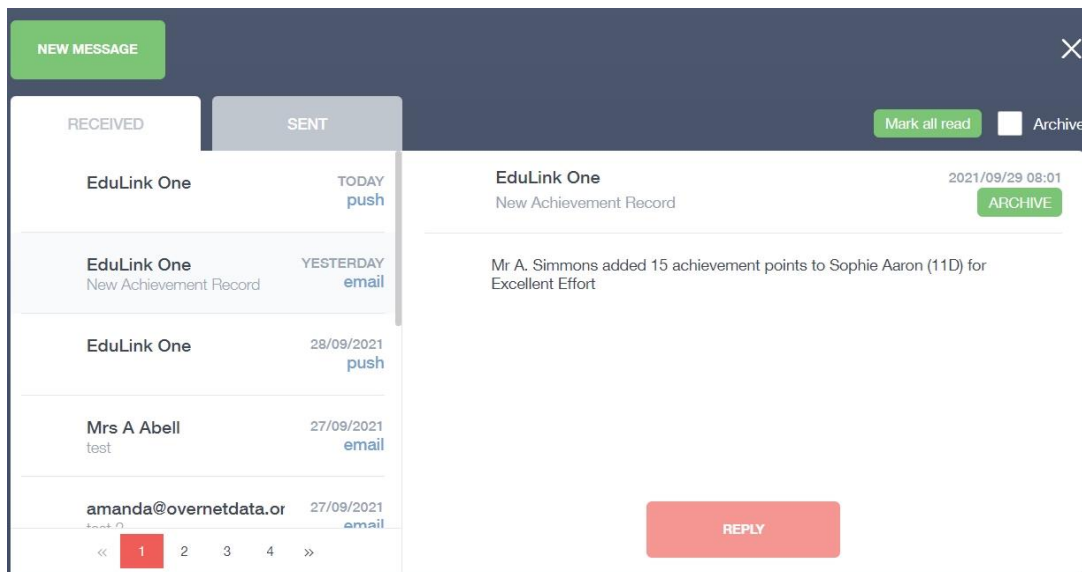 NEW MESSAGE
RECEIVED
SENT
Mark all read
Archive
EduLink One
TODAY
push
EduLink One
YESTERDAY
New Achievement Record
email
EduLink One
28/09/2021
push
Mrs A Abell
27/09/2021
test
email
amanda@overnetdata.or
27/09/2021
test 2
email
« 1 2 3 4 »
EduLink One
2021/09/29 08:01
New Achievement Record
ARCHIVE
Mr A. Simmons added 15 achievement points to Sophie Aaron (11D) for
Excellent Effort
REPLY